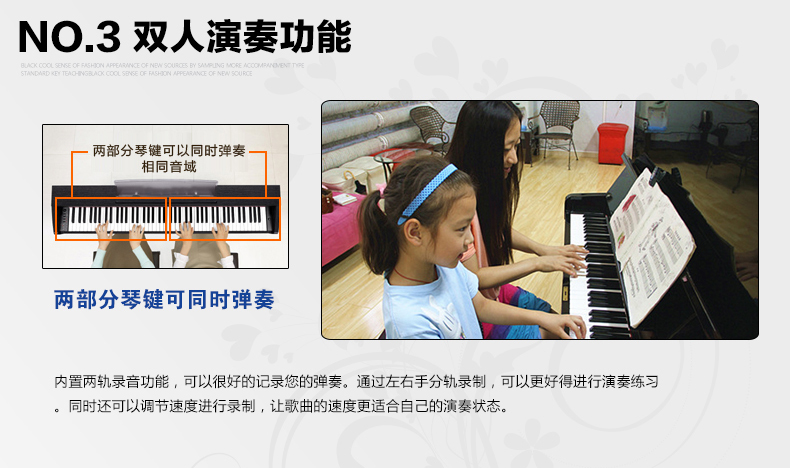 NO.3 双人演奏功能
BLACK COOL SENSE OF FASHION APPEARANCE OF NEW SOURCES BY SAMPLING MORE ACCOMPANIMENT TYPE
STANDARD KEY TEACHINGBLACK COOL SENSE OF FASHION APPEARANCE OF NEW SOURCE
两部分琴键可以同时弹奏
相同音域
两部分琴键可同时弹奏
内置两轨录音功能，可以很好的记录您的弹奏。通过左右手分轨录制，可以更好得进行演奏练习
。同时还可以调节速度进行录制，让歌曲的速度更适合自己的演奏状态。